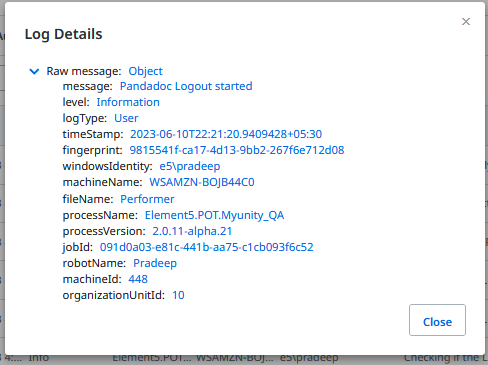 Log Details
Raw message: Object
message: Pandadoc Logout started
level: Information
logType: User
timeStamp: 2023-06-10T22:21:20.9409428+05:30
fingerprint: 9815541f-ca17-4d13-9bb2-267f6e712d08
windowsIdentity: e5\pradeep
machineName: WSAMZN-BOJB44C0
fileName: Performer
processName: Element5.POT.Myunity_QA
processVersion: 2.0.11-alpha.21
jobId: 091d0a03-e81c-441b-aa75-c1cb093f6c52
robotName: Pradeep
machineId: 448
organizationUnitId: 10
Close
Info Element5.POT... WSAMZN-BOJ... e5\pradeep Checking if the